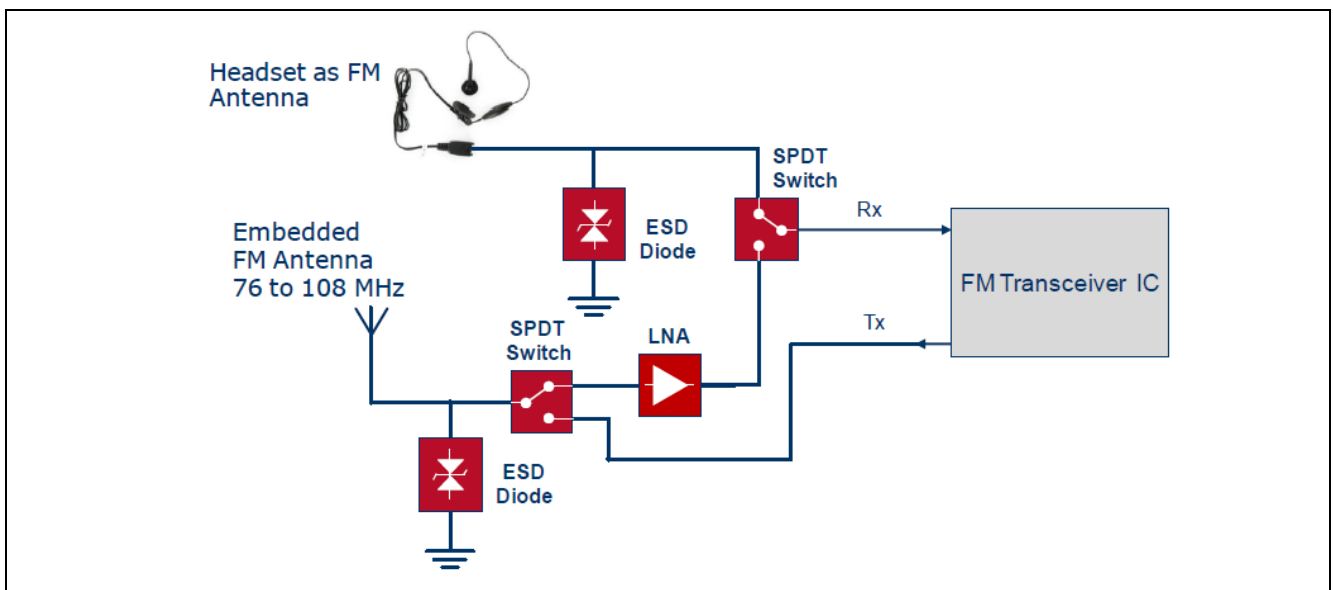 Headset as FM
Antenna
SPDT
Switch
Rx
ESD
Diode
Embedded
FM Antenna
76 to 108 MHz
FM Transceiver IC
Tx
SPDT
Switch
LNA
ESD
Diode